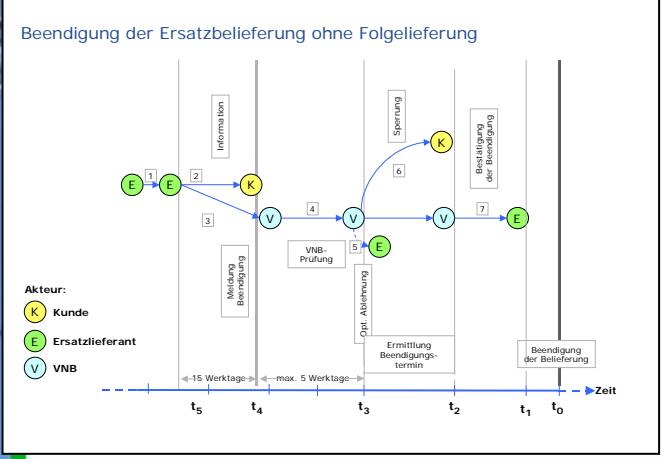 Beendigung der Ersatzbelieferung ohne Folgelieferung
Information
Sperrung
Bestätigung
der Beendigung
K
6
E
1
E
2
K
3
V
4
V
V
7
E
5
E
VNB-
Prüfung
Meldung
Beendigung
Opt. Ablehnung
Akteur:
K Kunde
E Ersatzlieferant
V VNB
Ermittlung
Beendigungs-
termin
Beendigung
der Belieferung
15 Werktage
max. 5 Werktage
Zeit
t5 t4 t3 t2 t1 t0